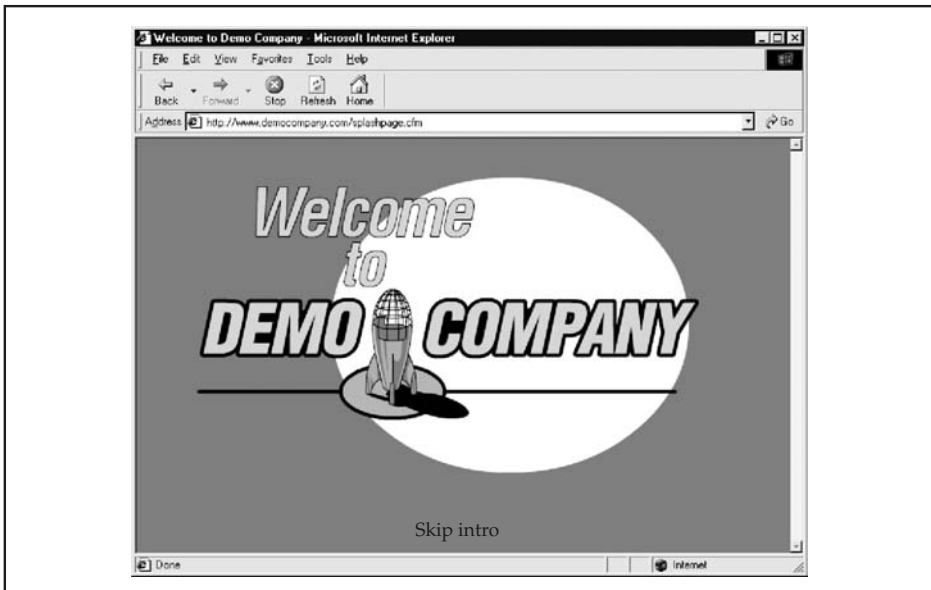 Welcome to Demo Company - Microsoft Internet Explorer
File Edit View Favorites Tools Help
Back Forward Stop Refresh Home
Address http://www.democompany.com/splashpage.cfm Go
Welcome
to
DEMO COMPANY
Skip intro
Done Internet